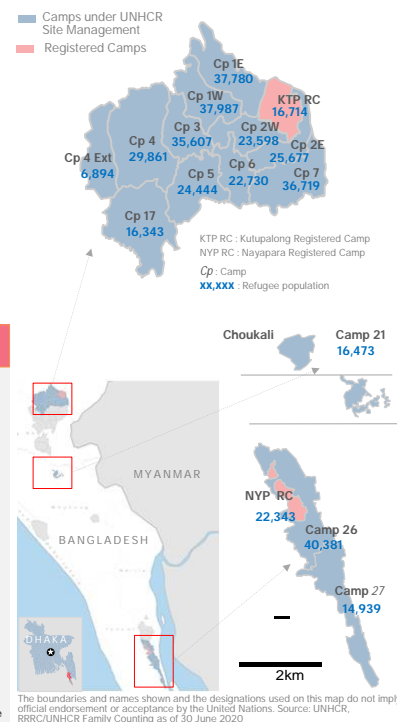 Camps under UNHCR
Site Management
Registered Camps
Cp 1E
37,780
KTP RC
16,714
Cp 1W
37,987
Cp 3
35,607
Cp 2W
23,598
Cp 2E
25,677
Cp 4
29,861
Cp 4 Ext
6,894
Cp 5
24,444
Cp 6
22,730
Cp 7
36,719
Cp 17
16,343
KTP RC : Kutupalong Registered Camp
NYP RC : Nayapara Registered Camp
Cp : Camp
xx,xxx : Refugee population
Choukali
Camp 21
16,473
MYANMAR
BANGLADESH
DHAKA
NYP RC
22,343
Camp 26
40,381
Camp 27
14,939
2km
The boundaries and names shown and the designations used on this map do not imply
official endorsement or acceptance by the United Nations. Source: UNHCR,
RRRC/UNHCR Family Counting as of 30 June 2020